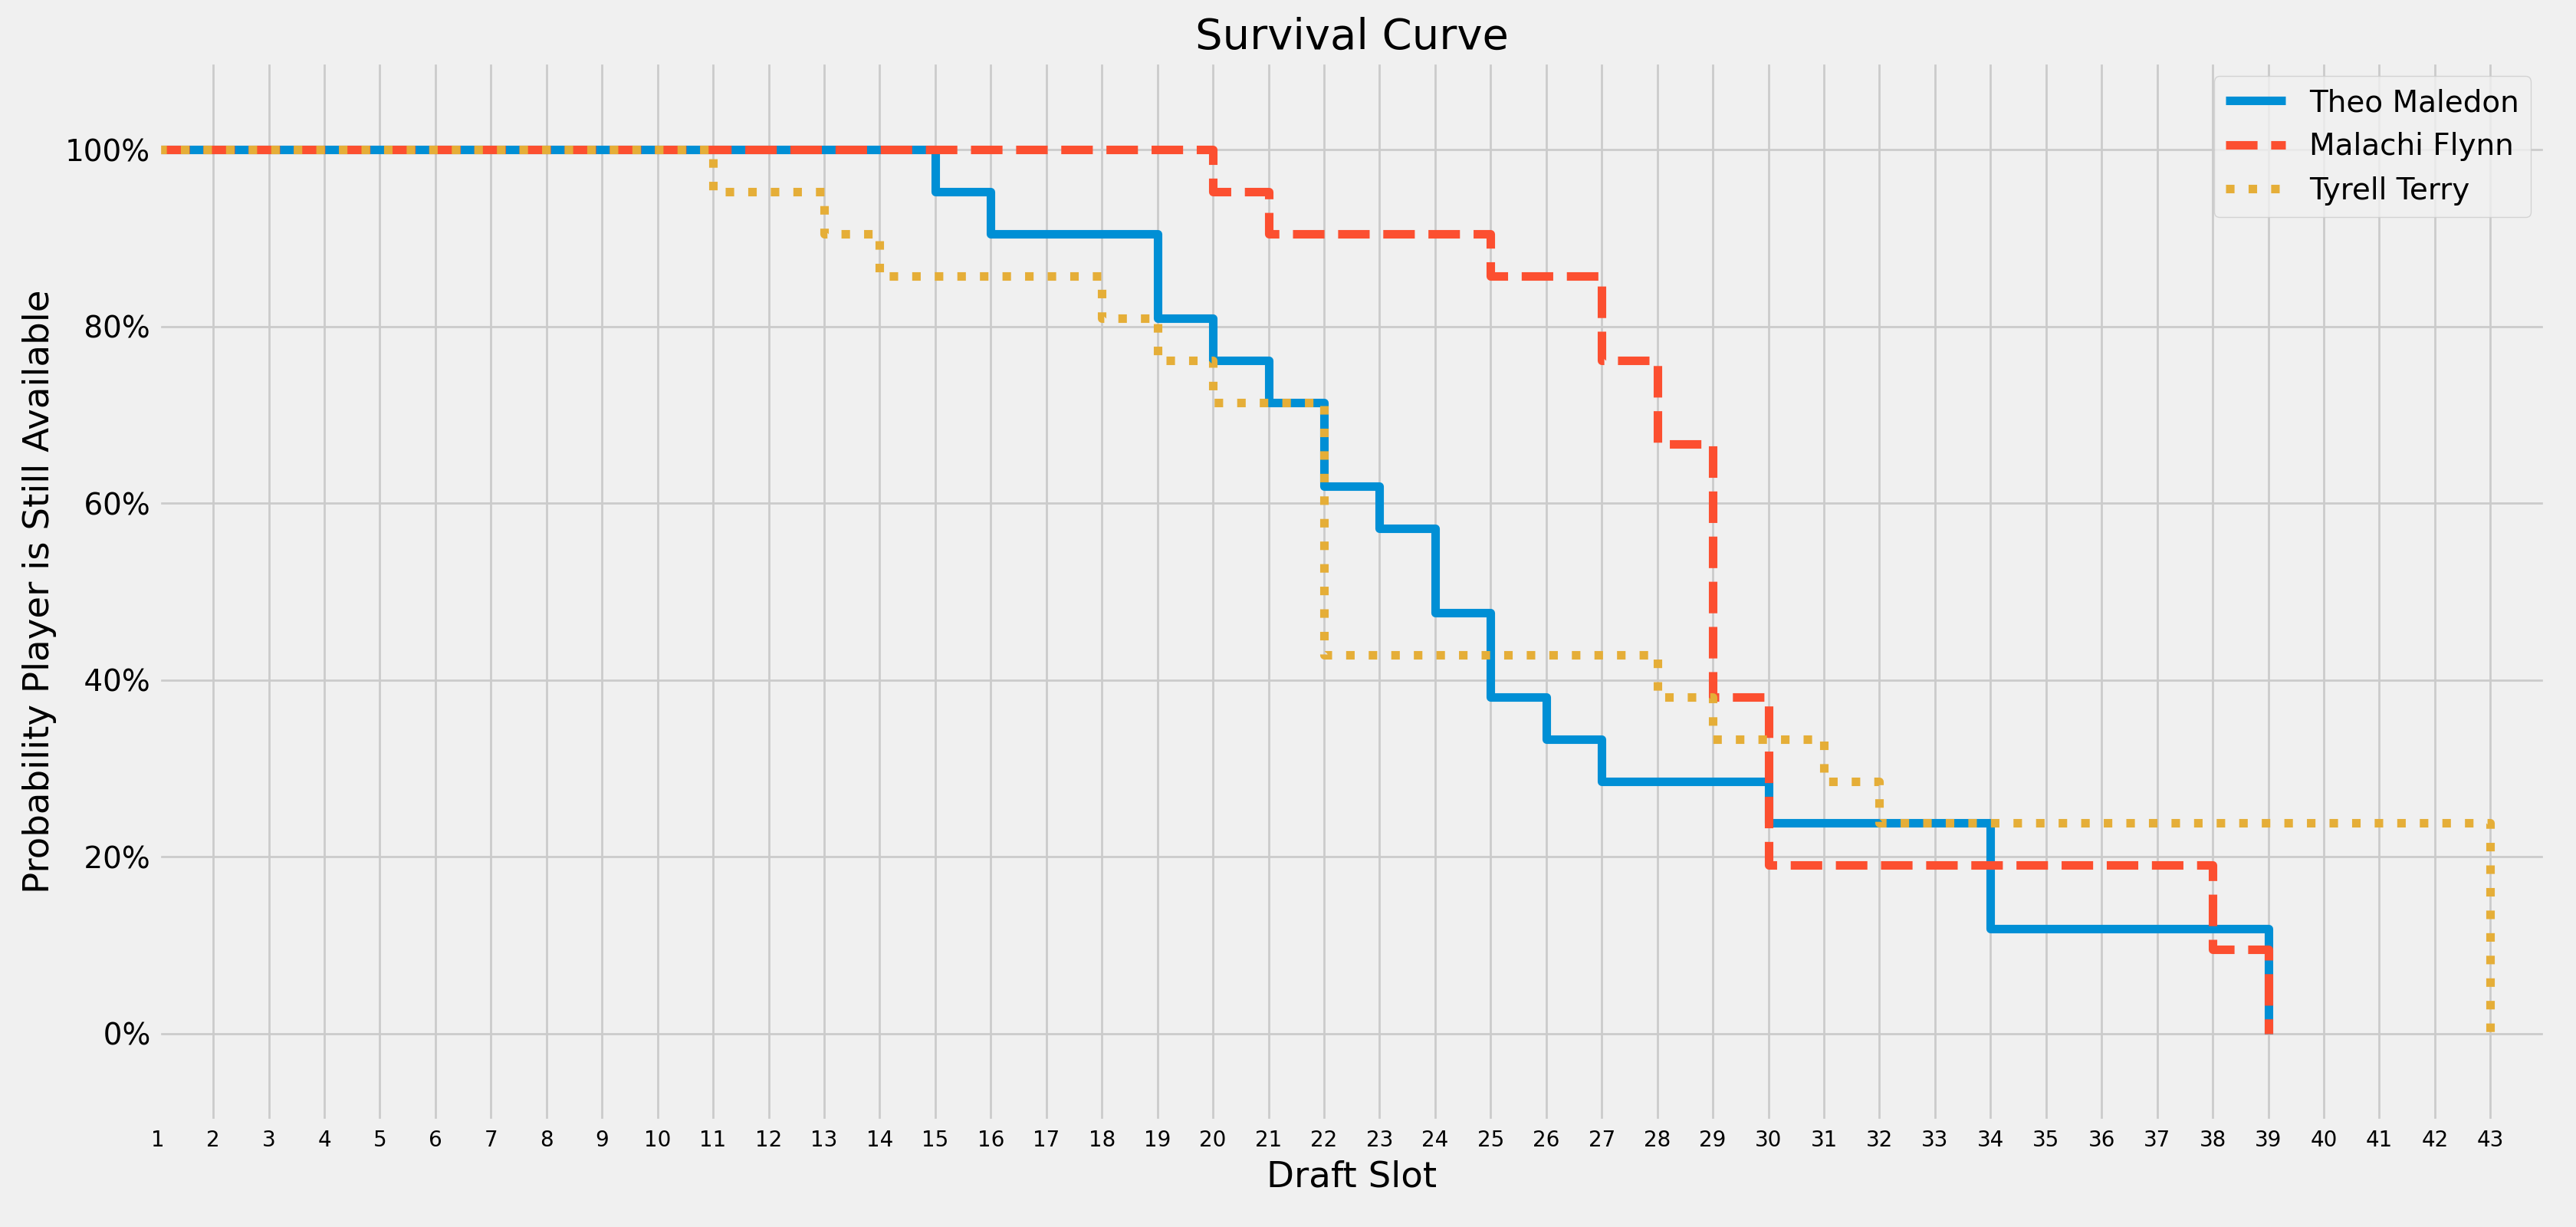 Survival Curve
Theo Maledon
Malachi Flynn
Tyrell Terry
Probability Player is Still Available
100%
80%
60%
40%
20%
0%
1 2 3 4 5 6 7 8 9 10 11 12 13 14 15 16 17 18 19 20 21 22 23 24 25 26 27 28 29 30 31 32 33 34 35 36 37 38 39 40 41 42 43
Draft Slot